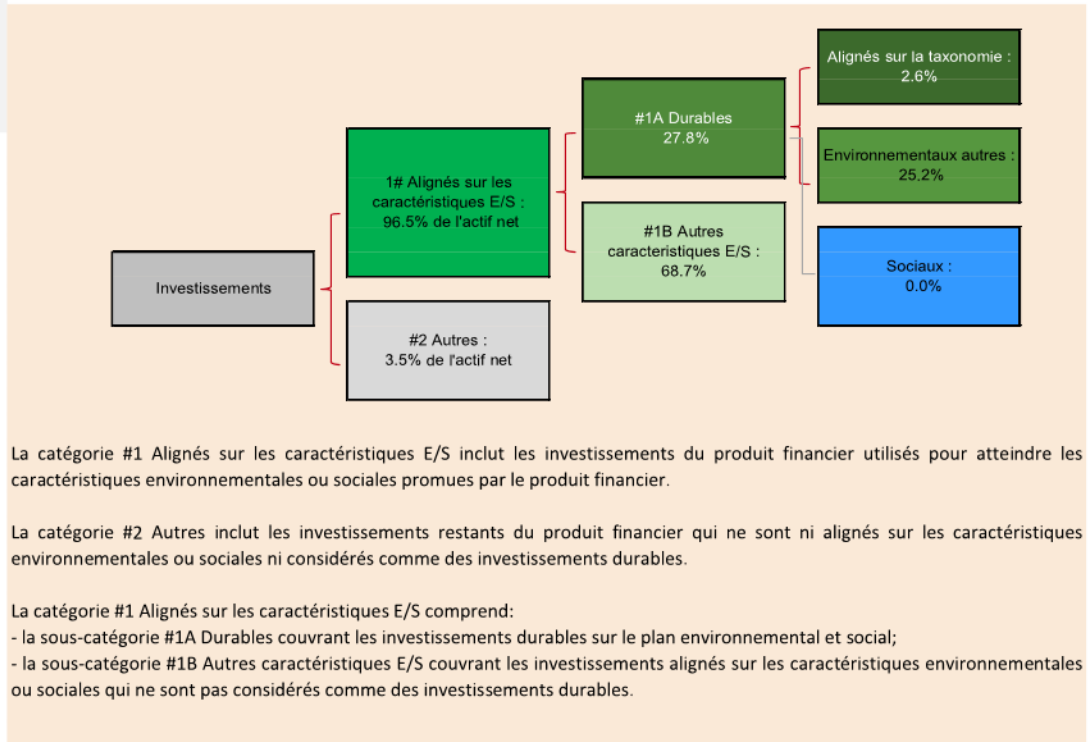 Alignés sur la taxonomie :
2.6%
#1A Durables
27.8%
Environnementaux autres :
25.2%
1# Alignés sur les
caractéristiques E/S :
96.5% de l'actif net
#1B Autres
caracteristiques E/S :
68.7%
Sociaux :
0.0%
Investissements
#2 Autres :
3.5% de l'actif net
La catégorie #1 Alignés sur les caractéristiques E/S inclut les investissements du produit financier utilisés pour atteindre les
caractéristiques environnementales ou sociales promues par le produit financier.
La catégorie #2 Autres inclut les investissements restants du produit financier qui ne sont ni alignés sur les caractéristiques
environnementales ou sociales ni considérés comme des investissements durables.
La catégorie #1 Alignés sur les caractéristiques E/S comprend:
- la sous-catégorie #1A Durables couvrant les investissements durables sur le plan environnemental et social;
- la sous-catégorie #1B Autres caractéristiques E/S couvrant les investissements alignés sur les caractéristiques environnementales
ou sociales qui ne sont pas considérés comme des investissements durables.